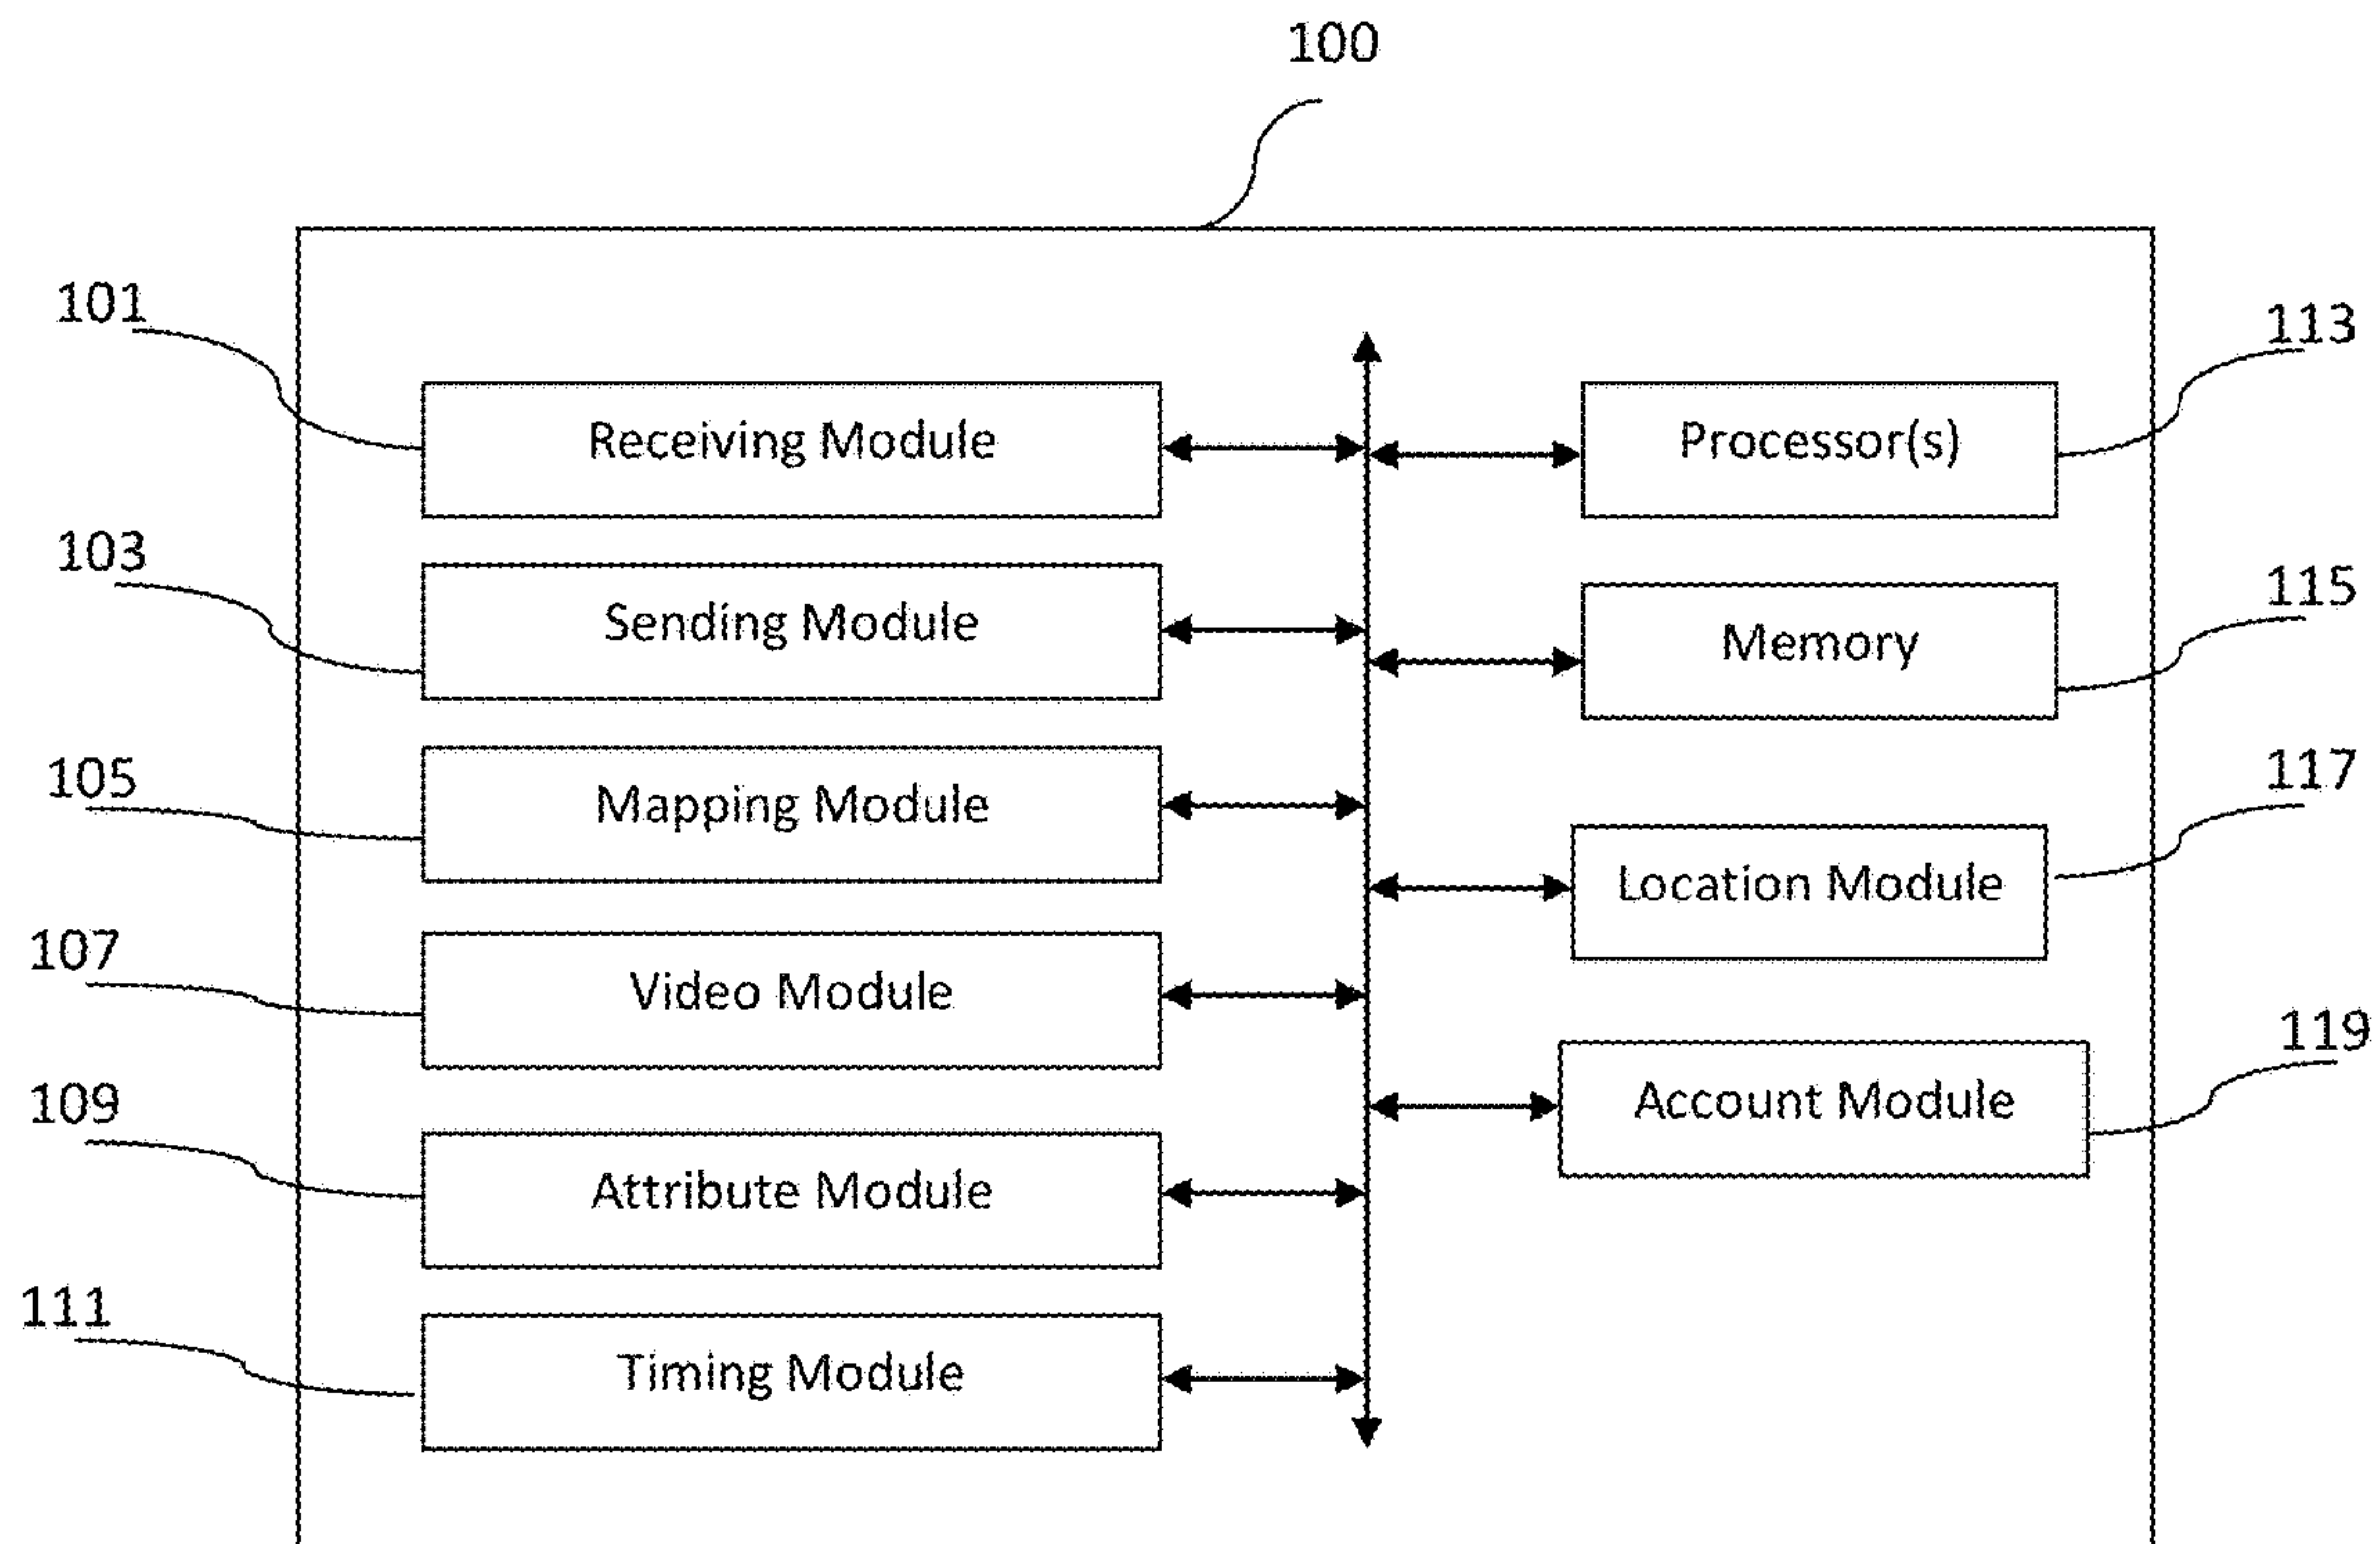 100
101
Receiving Module
Processor(s)
113
103
Sending Module
Memory
115
105
Mapping Module
Location Module
117
107
Video Module
Account Module
119
109
Attribute Module
111
Timing Module